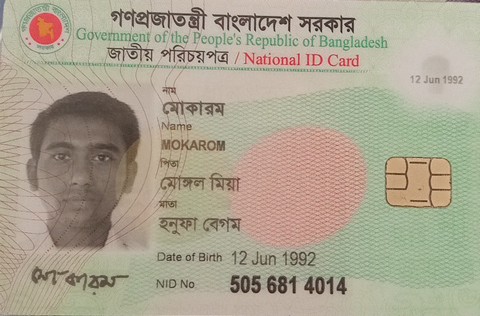 গণপ্রজাতন্ত্রী বাংলাদেশ সরকার
Government of the People's Republic of Bangladesh
জাতীয় পরিচয়পত্র / National ID Card
12 Jun 1992
নাম
মোকারম
Name
MOKAROM
পিতা
মোঙ্গল মিয়া
মাতা
হনুফা বেগম
Date of Birth 12 Jun 1992
মোকারম
NID No 505 681 4014